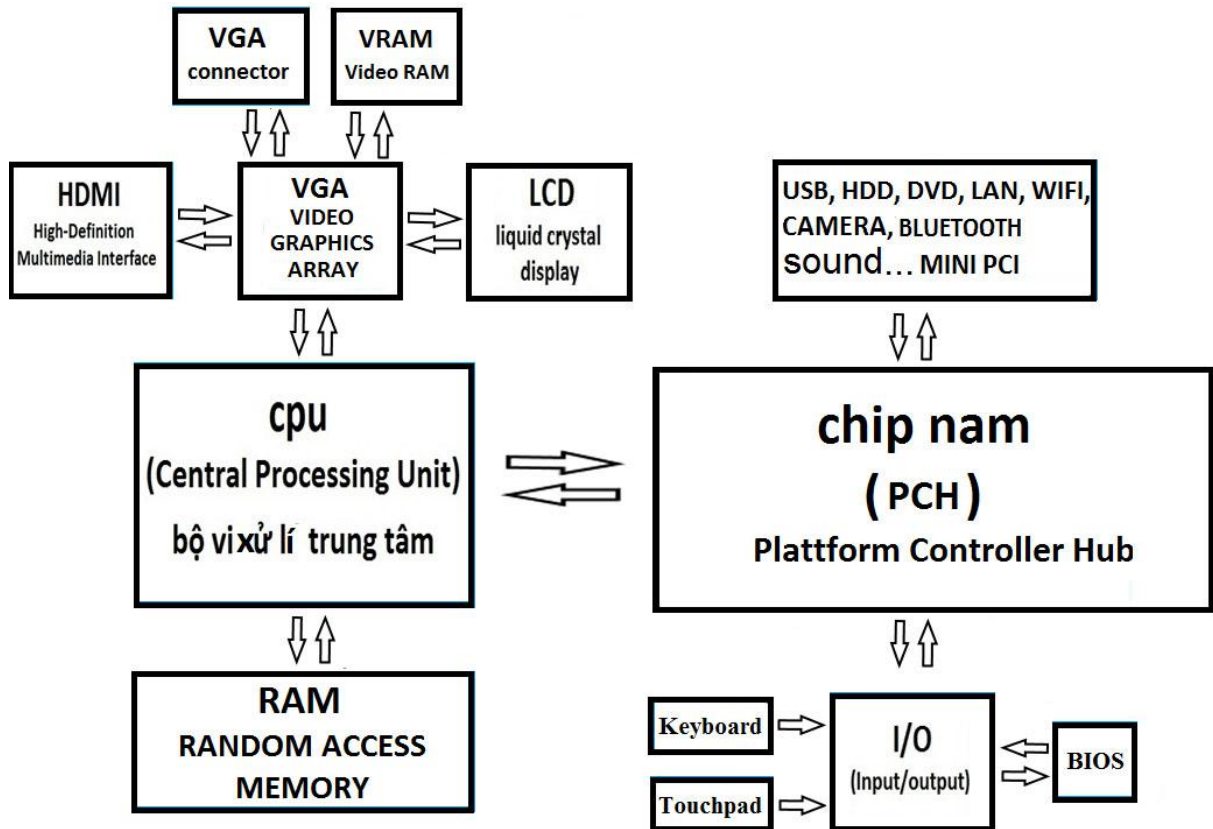 VGA
connector
VRAM
Video RAM
HDMI
High-Definition
Multimedia Interface
VGA
VIDEO
GRAPHICS
ARRAY
LCD
liquid crystal
display
USB, HDD, DVD, LAN, WIFI,
CAMERA, BLUETOOTH
sound... MINI PCI
cpu
(Central Processing Unit)
bộ vi xử lí trung tâm
chip nam
( PCH )
Plattform Controller Hub
RAM
RANDOM ACCESS
MEMORY
Keyboard
Touchpad
I/O
(Input/output)
BIOS